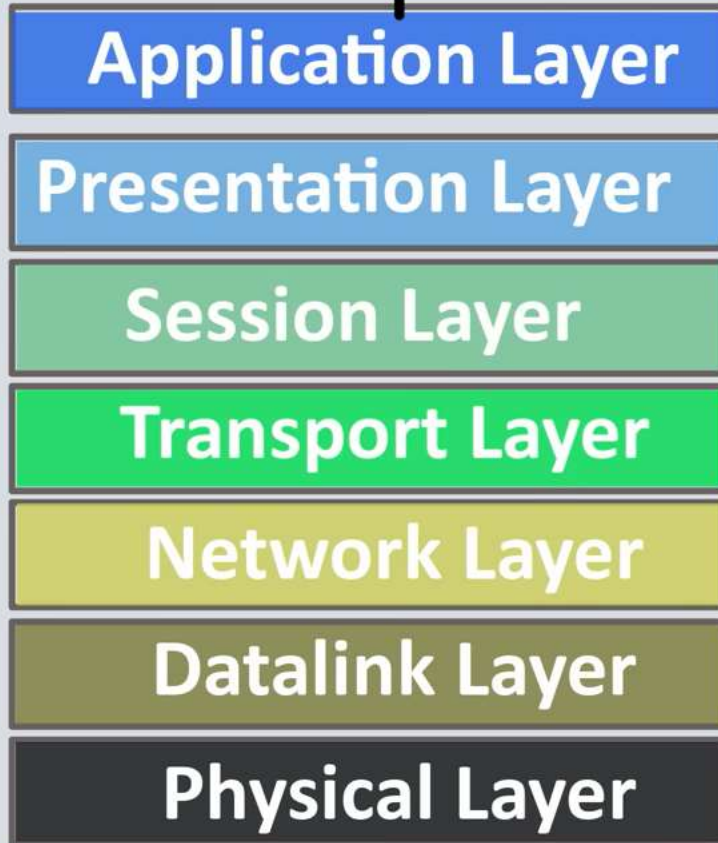 Application Layer
Presentation Layer
Session Layer
Transport Layer
Network Layer
Datalink Layer
Physical Layer